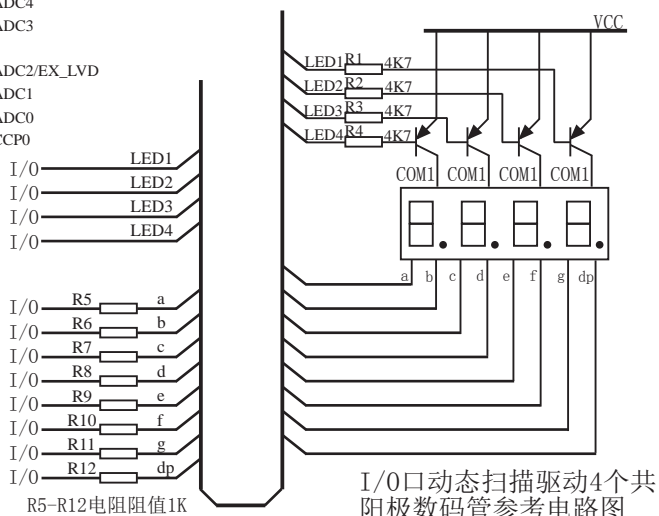 ADC4
ADC3
ADC2/EX_LVD
ADC1
ADC0
CCP0
I/O LED1
I/O LED2
I/O LED3
I/O LED4
I/O R5 a
I/O R6 b
I/O R7 c
I/O R8 d
I/O R9 e
I/O R10 f
I/O R11 g
I/O R12 dp
R5-R12电阻阻值1K
VCC
LED1 R1 4K7
LED2 R2 4K7
LED3 R3 4K7
LED4 R4 4K7
COM1 COM1 COM1 COM1
a b c d e f g dp
I/O口动态扫描驱动4个共
阳极数码管参考电路图